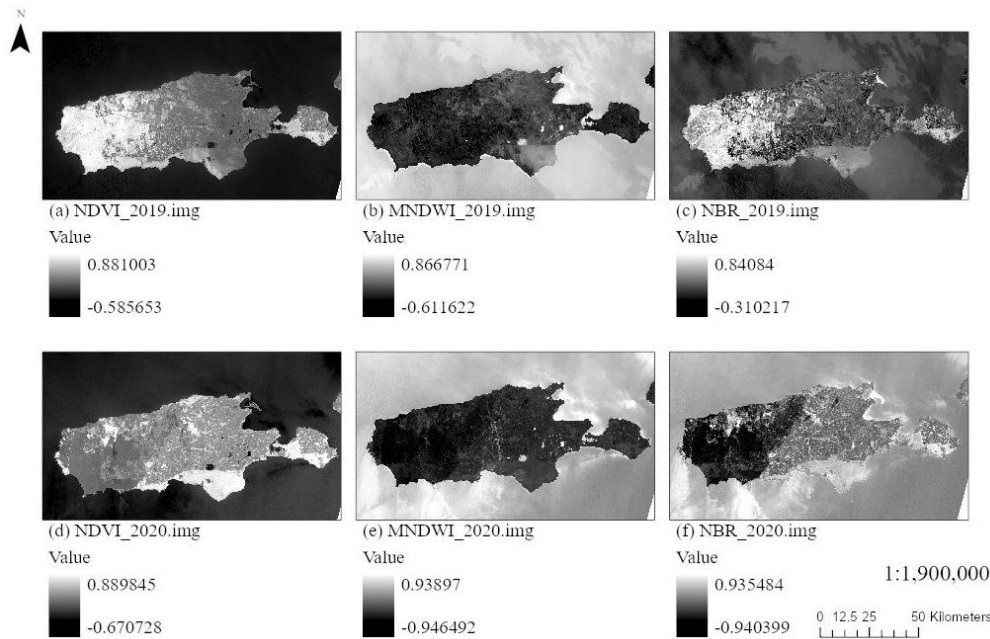 N
(a) NDVI_2019.img
Value
0.881003
-0.585653
(b) MNDWI_2019.img
Value
0.866771
-0.611622
(c) NBR_2019.img
Value
0.84084
-0.310217
(d) NDVI_2020.img
Value
0.889845
-0.670728
(e) MNDWI_2020.img
Value
0.93897
-0.946492
(f) NBR_2020.img
Value
0.935484
-0.940399
1:1,900,000
0 12.5 25 50 Kilometers